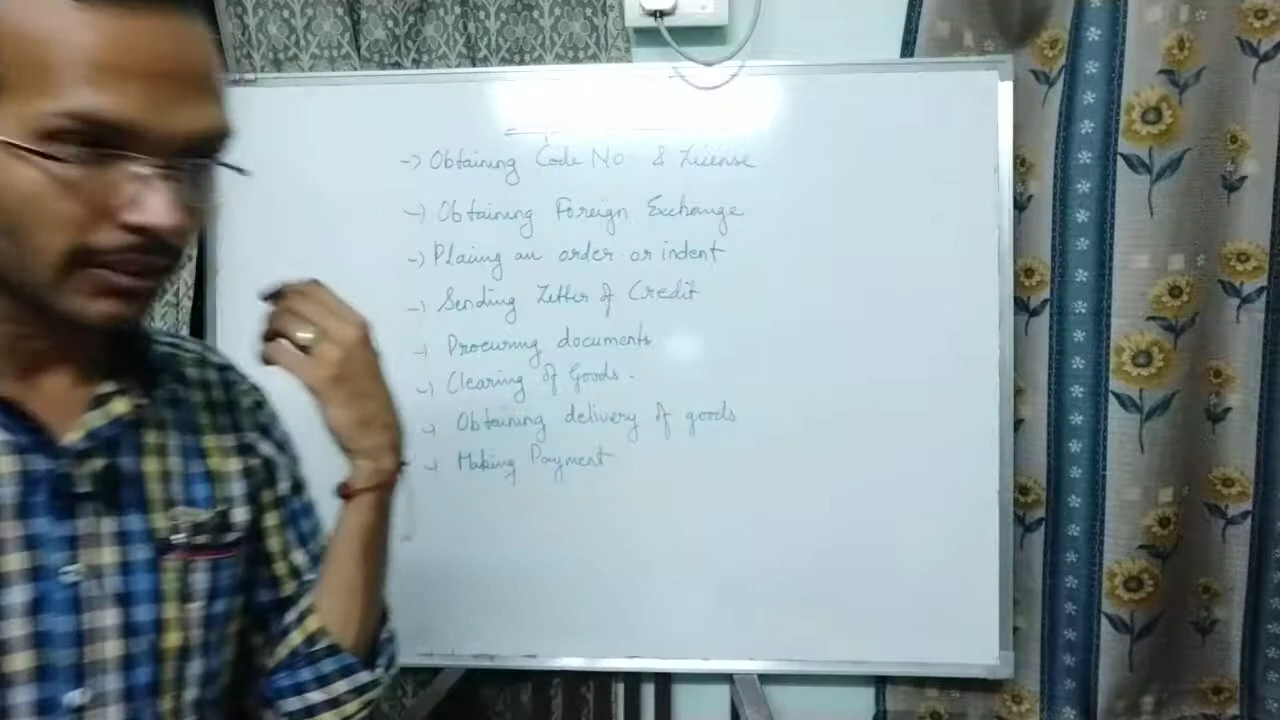 -> Obtaining Code No & License
-> Obtaining Foreign Exchange
-> Placing an order or indent
-> Sending Letter of Credit
-> Procuring documents
-> Clearing of Goods.
-> Obtaining delivery of goods
-> Making Payment